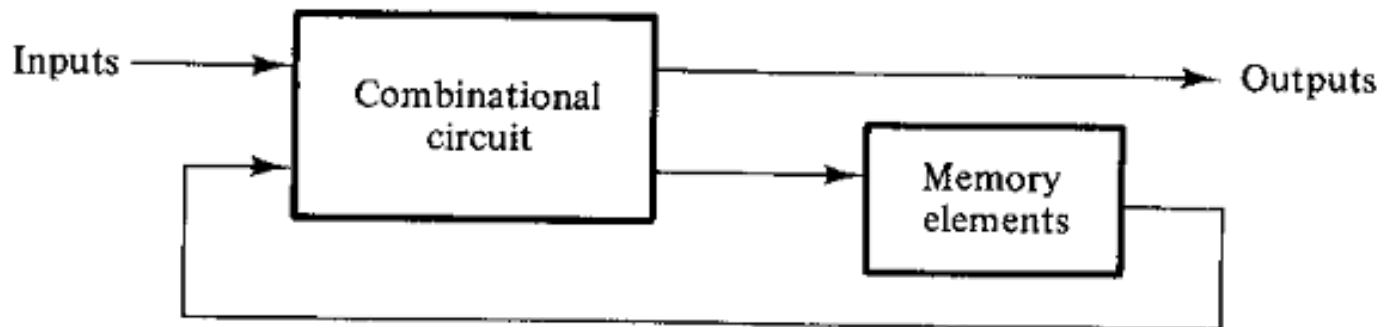 Inputs
Combinational
circuit
Outputs
Memory
elements